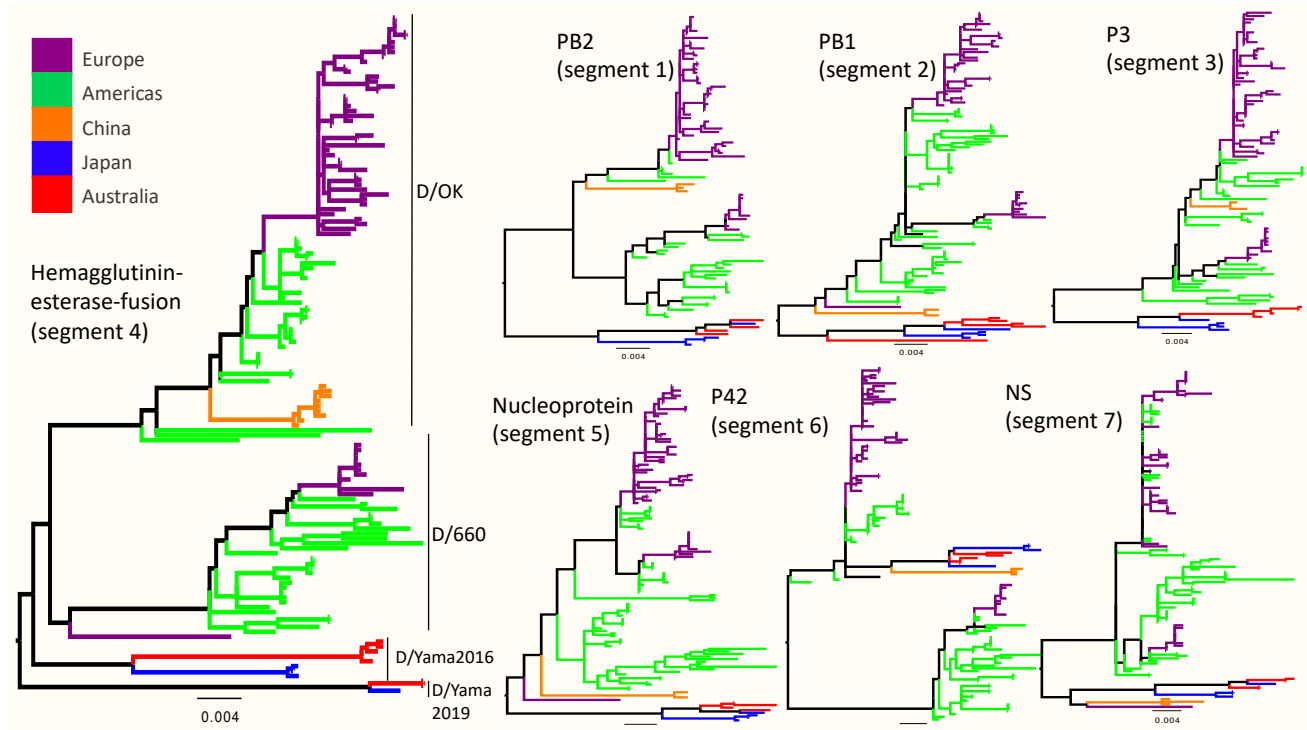 Europe
Americas
China
Japan
Australia
Hemagglutinin-
esterase-fusion
(segment 4)
D/OK
D/660
D/Yama2016
D/Yama
2019
0.004
PB2
(segment 1)
0.004
PB1
(segment 2)
0.004
P3
(segment 3)
0.004
Nucleoprotein
(segment 5)
P42
(segment 6)
NS
(segment 7)
0.004